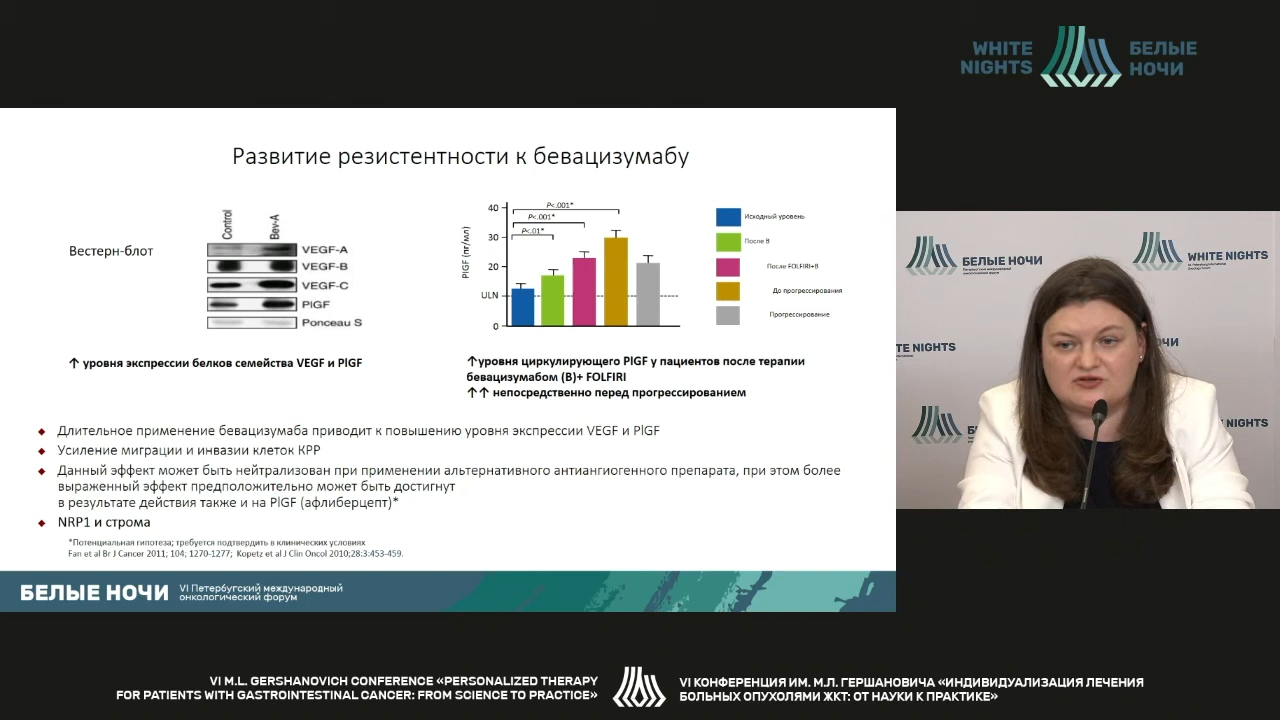 WHITE NIGHTS
БЕЛЫЕ НОЧИ
Развитие резистентности к бевацизумабу
Вестерн-блот
Control
Bev-A
VEGF-A
VEGF-B
VEGF-C
PlGF
Ponceau S
↑ уровня экспрессии белков семейства VEGF и PlGF
PlGF (пг/мл)
40
30
20
ULN
0
P<.001*
P<.001*
P<.01*
Исходный уровень
После B
После FOLFIRI+B
До прогрессирования
Прогрессирование
↑уровня циркулирующего PlGF у пациентов после терапии
бевацизумабом (B)+ FOLFIRI
↑↑ непосредственно перед прогрессированием
◆ Длительное применение бевацизумаба приводит к повышению уровня экспрессии VEGF и PlGF
◆ Усиление миграции и инвазии клеток КРР
◆ Данный эффект может быть нейтрализован при применении альтернативного антиангиогенного препарата, при этом более
выраженный эффект предположительно может быть достигнут
в результате действия также и на PlGF (афлиберцепт)*
◆ NRP1 и строма
*Потенциальная гипотеза; требуется подтвердить в клинических условиях
Fan et al Br J Cancer 2011; 104; 1270-1277; Kopetz et al J Clin Oncol 2010;28:3:453-459.
БЕЛЫЕ НОЧИ
VI Петербугский международный
онкологический форум
БЕЛЫЕ НОЧИ
WHITE NIGHTS
TE NIGHTS
НОЧИ
БЕЛ
NIGHTS
VI M.L. GERSHANOVICH CONFERENCE «PERSONALIZED THERAPY
FOR PATIENTS WITH GASTROINTESTINAL CANCER: FROM SCIENCE TO PRACTICE»
VI КОНФЕРЕНЦИЯ ИМ. М.Л. ГЕРШАНОВИЧА «ИНДИВИДУАЛИЗАЦИЯ ЛЕЧЕНИЯ
БОЛЬНЫХ ОПУХОЛЯМИ ЖКТ: ОТ НАУКИ К ПРАКТИКЕ»